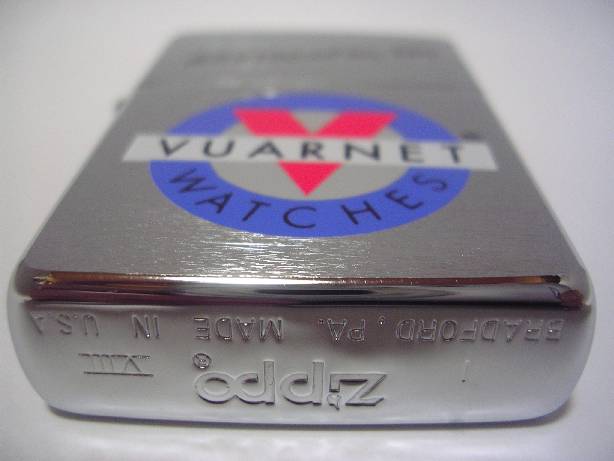 VUARNET
WATCHES
Zippo ® VIII
BRADFORD, PA. MADE IN U.S.A